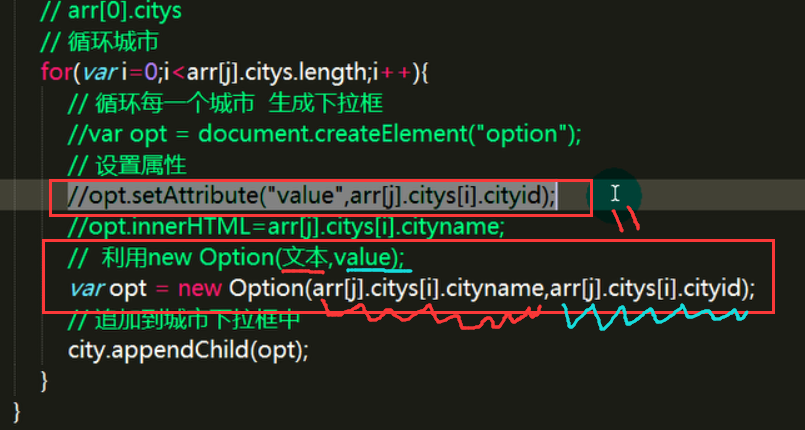 // arr[0].citys
// 循环城市
for(var i=0;i<arr[j].citys.length;i++){
// 循环每一个城市 生成下拉框
//var opt = document.createElement("option");
// 设置属性
//opt.setAttribute("value",arr[j].citys[i].cityid);
//opt.innerHTML=arr[j].citys[i].cityname;
// 利用new Option(文本,value);
var opt = new Option(arr[j].citys[i].cityname,arr[j].citys[i].cityid);
// 追加到城市下拉框中
city.appendChild(opt);
}
}